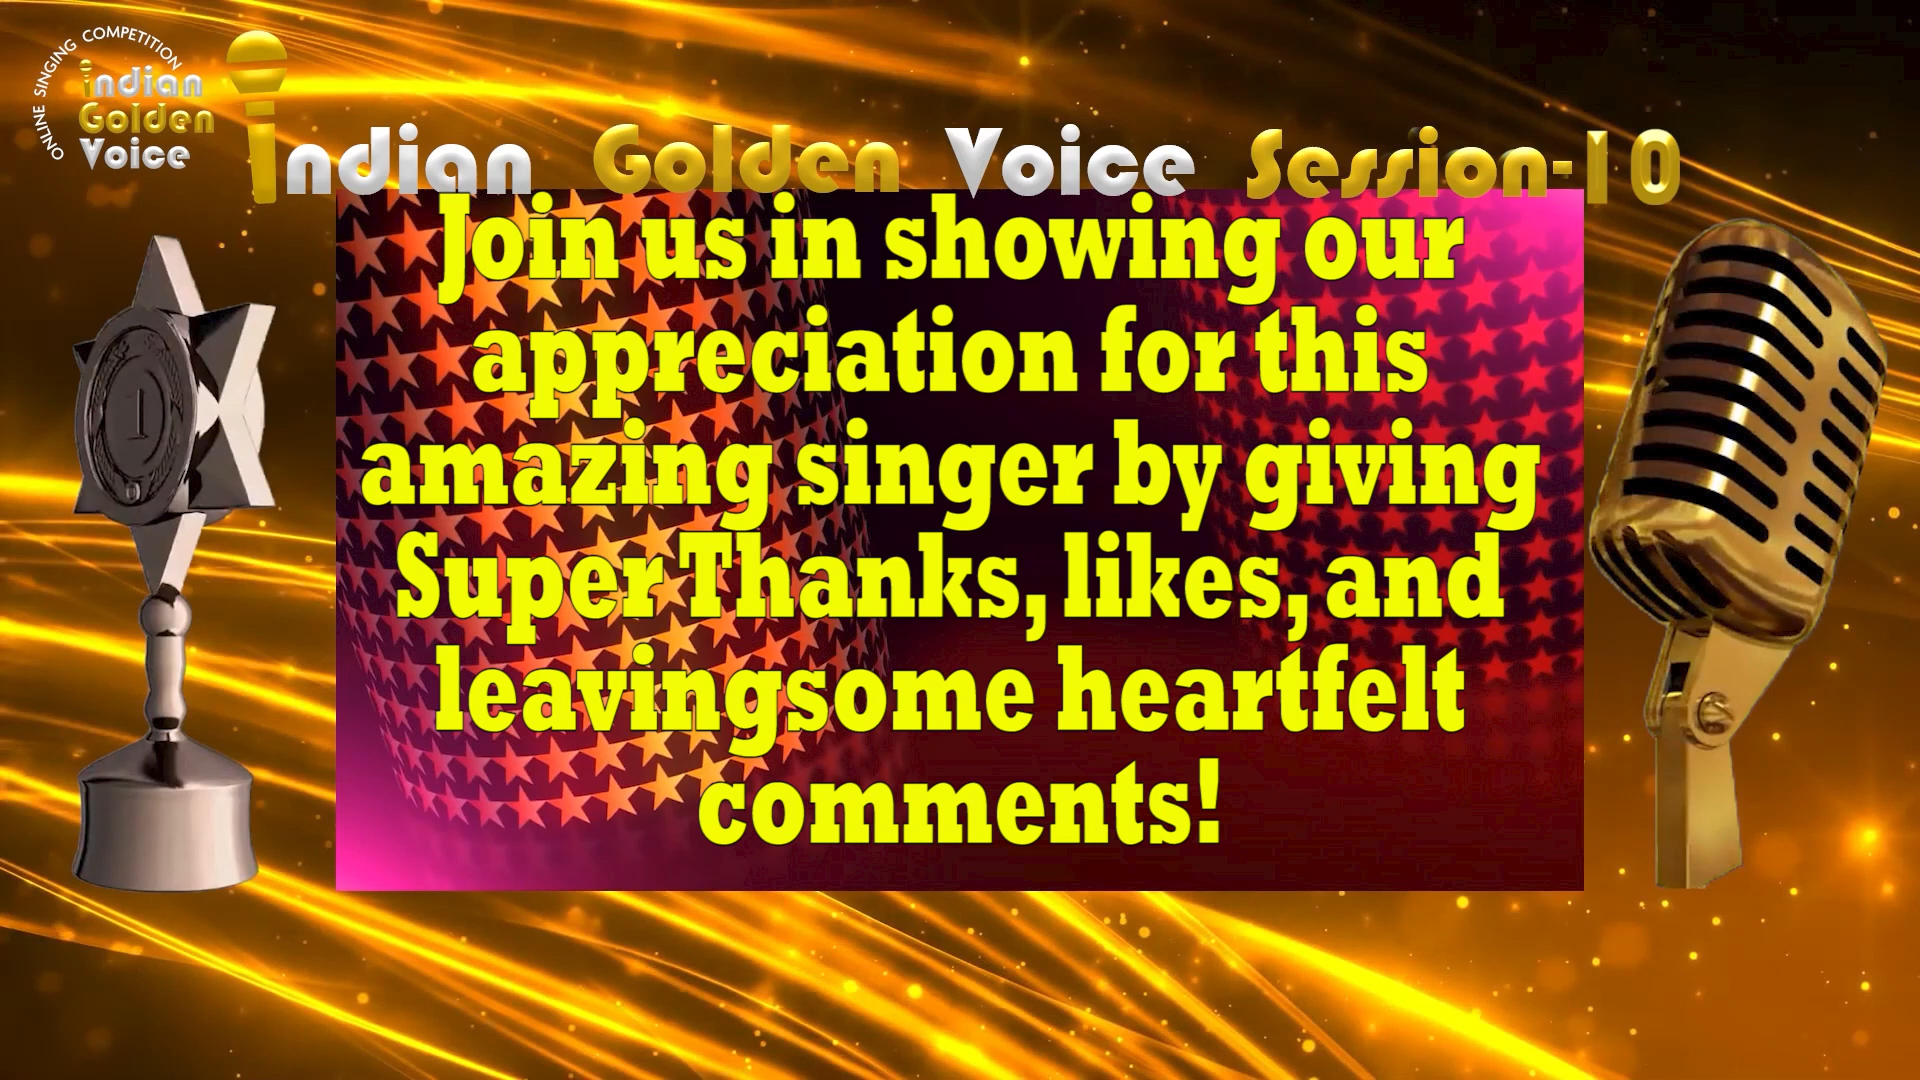 ONLINE SINGING COMPETITION
indian
Golden
Voice
indian Golden Voice Session-10
Join us in showing our
appreciation for this
amazing singer by giving
Super Thanks, likes, and
leavingsome heartfelt
comments!
1